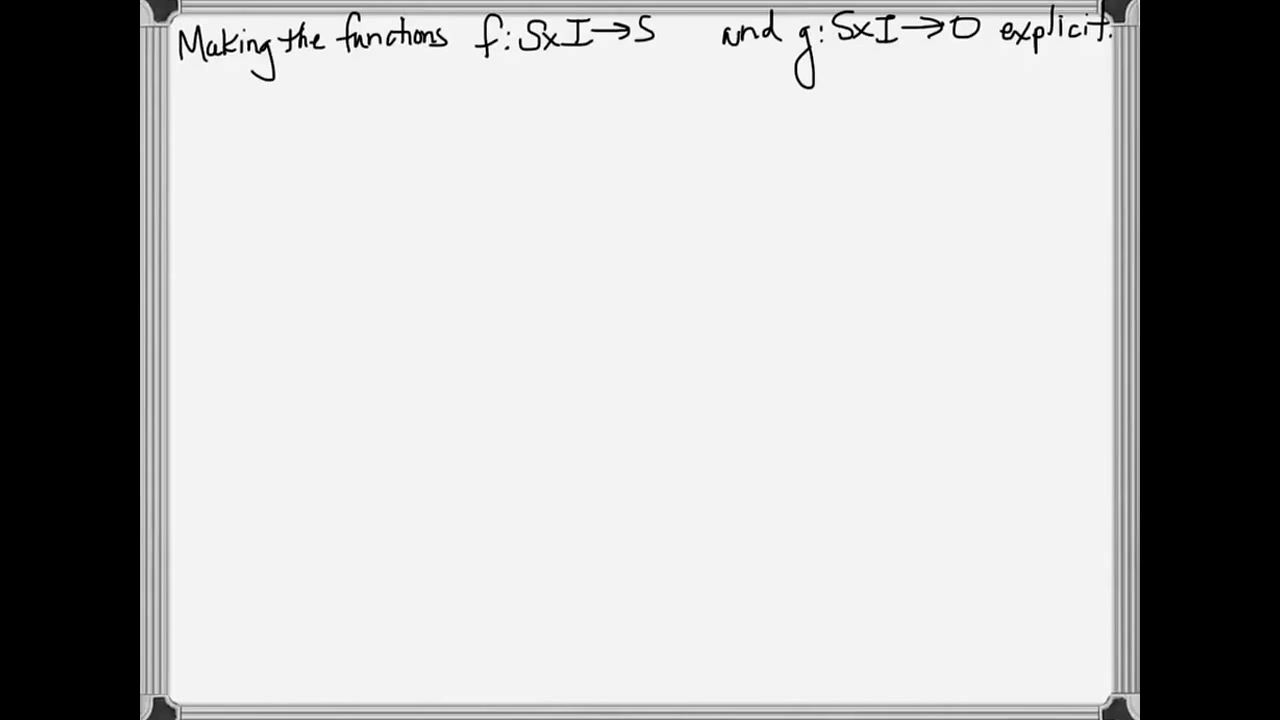 Making the functions f: S×I→S and g: S×I→O explicit.